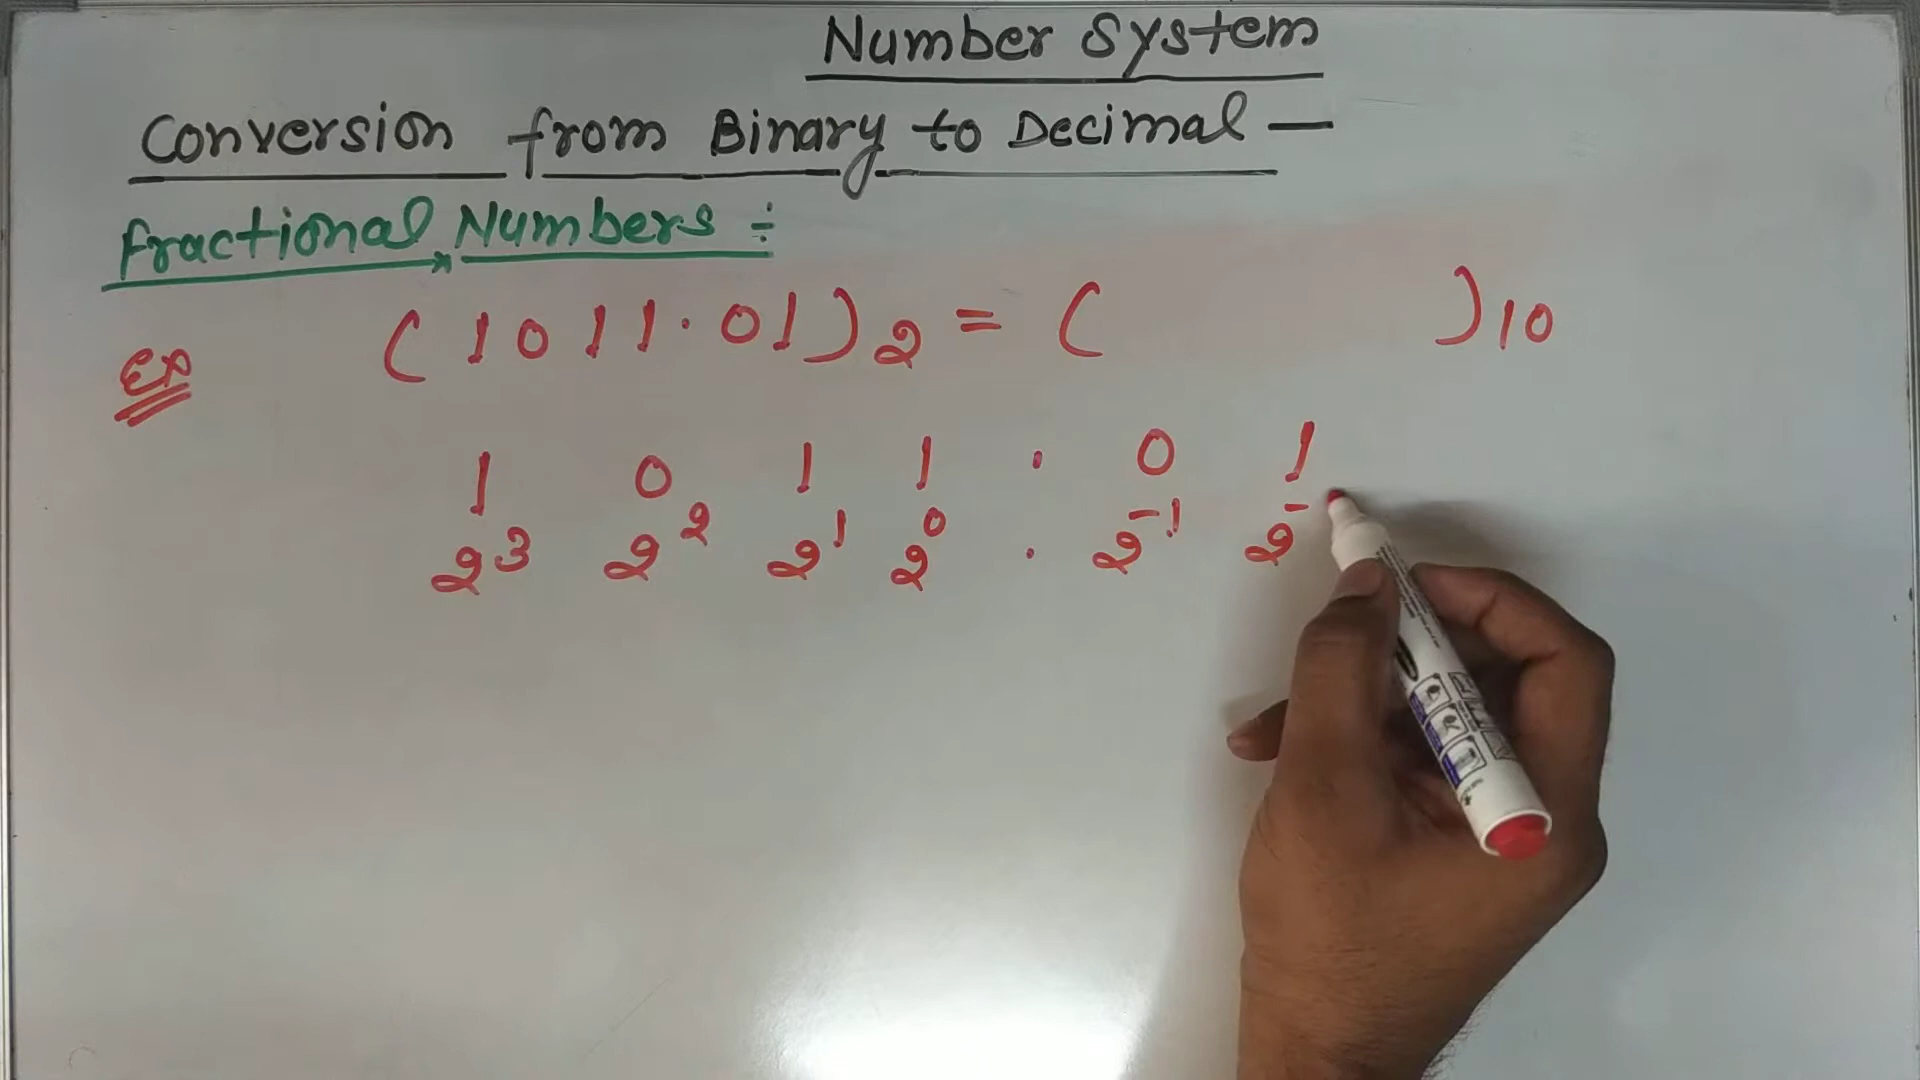 Number System
Conversion from Binary to Decimal —
Fractional Numbers ÷
Ex (1011.01)₂ = ( )₁₀
1 0 1 1 . 0 1
2³ 2² 2¹ 2⁰ . 2⁻¹ 2⁻